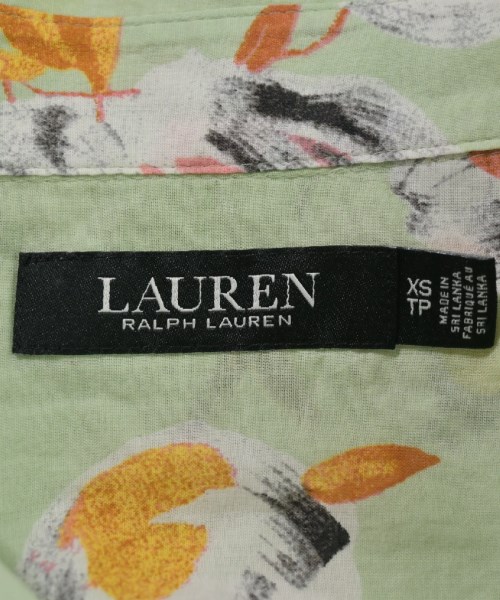 LAUREN
RALPH LAUREN
XS
TP
MADE IN
SRI LANKA
FABRIQUÉ AU
SRI LANKA